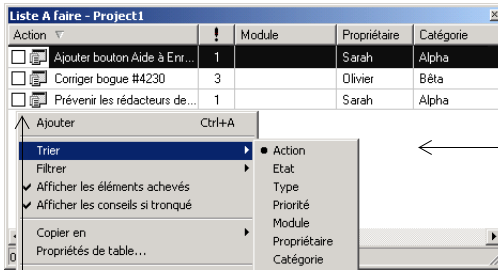 Liste A faire - Project1
Action ! Module Propriétaire Catégorie
Ajouter bouton Aide à Enr... 1 Sarah Alpha
Corriger bogue #4230 3 Olivier Bêta
Prévenir les rédacteurs de... 1 Sarah Alpha
Ajouter Ctrl+A
Trier
Filtrer
Afficher les éléments achevés
Afficher les conseils si tronqué
Copier en
Propriétés de table...
Action
Etat
Type
Priorité
Module
Propriétaire
Catégorie